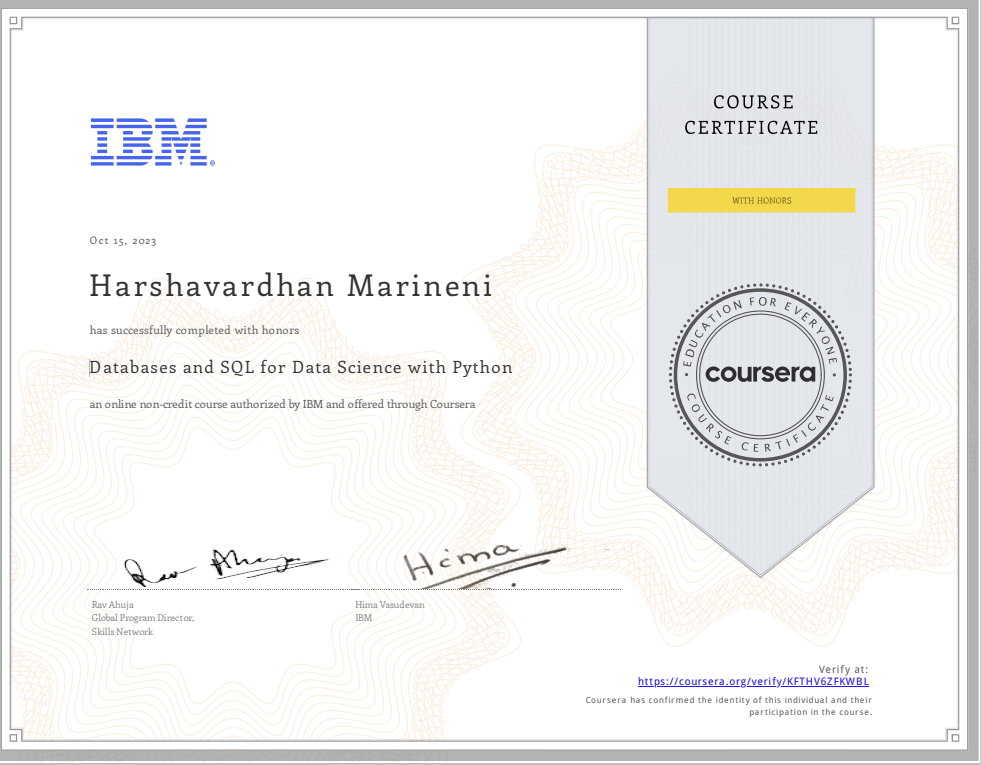 IBM®
COURSE
CERTIFICATE
WITH HONORS
Oct 15, 2023
Harshavardhan Marineni
has successfully completed with honors
Databases and SQL for Data Science with Python
an online non-credit course authorized by IBM and offered through Coursera
EDUCATION FOR EVERYONE
coursera
COURSE CERTIFICATE
Rav Ahuja
Hima
Rav Ahuja
Global Program Director,
Skills Network
Hima Vasudevan
IBM
Verify at:
https://coursera.org/verify/KFTHV6ZFKWBL
Coursera has confirmed the identity of this individual and their
participation in the course.